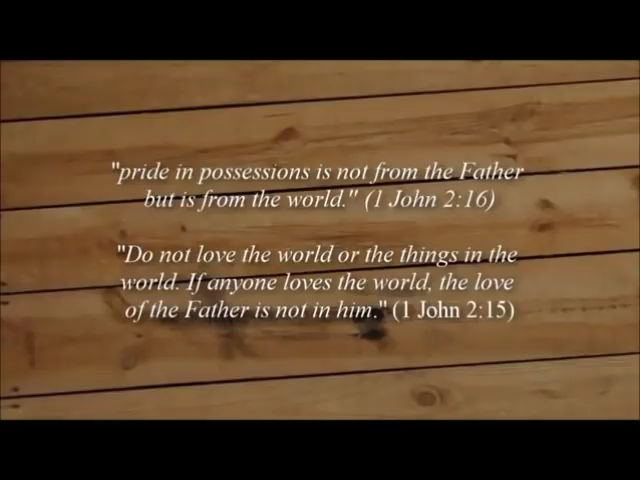 "pride in possessions is not from the Father
but is from the world." (1 John 2:16)
"Do not love the world or the things in the
world. If anyone loves the world, the love
of the Father is not in him." (1 John 2:15)